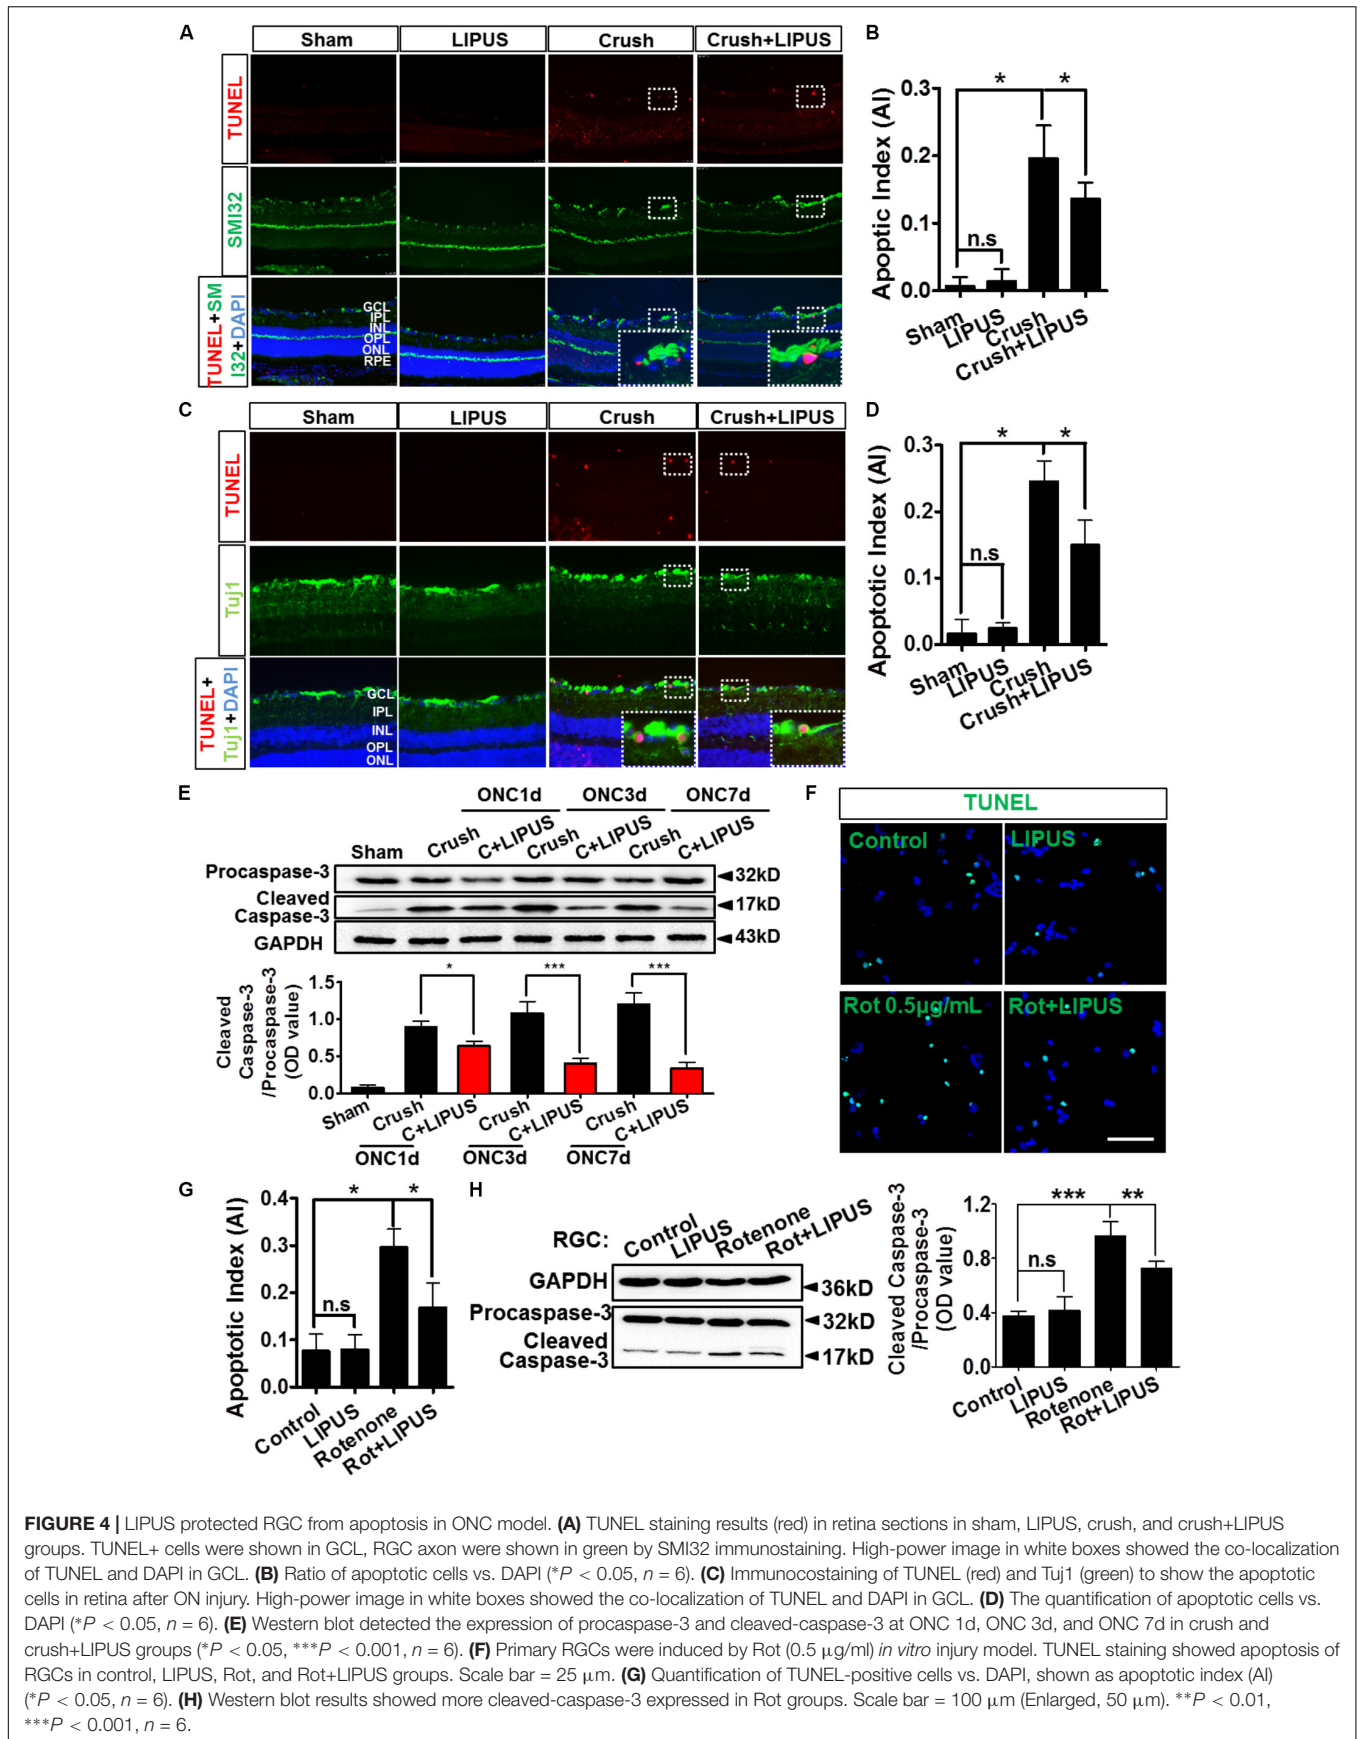 A
Sham
LIPUS
Crush
Crush+LIPUS
TUNEL
SMI32
TUNEL+SM
I32+DAPI
GCL
IPL
INL
OPL
ONL
RPE
B
Apoptic Index (AI)
0.3
0.2
0.1
0.0
* *
n.s
Sham
LIPUS
Crush
Crush+LIPUS
C
Sham
LIPUS
Crush
Crush+LIPUS
TUNEL
Tuj1
TUNEL+
Tuj1+DAPI
GCL
IPL
INL
OPL
ONL
D
Apoptotic Index (AI)
0.3
0.2
0.1
0.0
* *
n.s
Sham
LIPUS
Crush
Crush+LIPUS
E
ONC1d ONC3d ONC7d
Sham Crush C+LIPUS Crush C+LIPUS Crush C+LIPUS
Procaspase-3 32kD
Cleaved
Caspase-3 17kD
GAPDH 43kD
Cleaved
Caspase-3
/Procaspase-3
(OD value)
1.5
1.0
0.5
0.0
* *** ***
Sham Crush C+LIPUS Crush C+LIPUS Crush C+LIPUS
ONC1d ONC3d ONC7d
F
TUNEL
Control LIPUS
Rot 0.5μg/mL Rot+LIPUS
G
Apoptotic Index (AI)
0.4
0.3
0.2
0.1
0.0
* *
n.s
Control
LIPUS
Rotenone
Rot+LIPUS
H
RGC: Control LIPUS Rotenone Rot+LIPUS
GAPDH 36kD
Procaspase-3 32kD
Cleaved
Caspase-3 17kD
Cleaved Caspase-3
/Procaspase-3
(OD value)
1.2
0.8
0.4
0.0
*** **
n.s
Control
LIPUS
Rotenone
Rot+LIPUS
FIGURE 4 | LIPUS protected RGC from apoptosis in ONC model. (A) TUNEL staining results (red) in retina sections in sham, LIPUS, crush, and crush+LIPUS
groups. TUNEL+ cells were shown in GCL, RGC axon were shown in green by SMI32 immunostaining. High-power image in white boxes showed the co-localization
of TUNEL and DAPI in GCL. (B) Ratio of apoptotic cells vs. DAPI (*P < 0.05, n = 6). (C) Immunocostaining of TUNEL (red) and Tuj1 (green) to show the apoptotic
cells in retina after ON injury. High-power image in white boxes showed the co-localization of TUNEL and DAPI in GCL. (D) The quantification of apoptotic cells vs.
DAPI (*P < 0.05, n = 6). (E) Western blot detected the expression of procaspase-3 and cleaved-caspase-3 at ONC 1d, ONC 3d, and ONC 7d in crush and
crush+LIPUS groups (*P < 0.05, ***P < 0.001, n = 6). (F) Primary RGCs were induced by Rot (0.5 μg/ml) in vitro injury model. TUNEL staining showed apoptosis of
RGCs in control, LIPUS, Rot, and Rot+LIPUS groups. Scale bar = 25 μm. (G) Quantification of TUNEL-positive cells vs. DAPI, shown as apoptotic index (AI)
(*P < 0.05, n = 6). (H) Western blot results showed more cleaved-caspase-3 expressed in Rot groups. Scale bar = 100 μm (Enlarged, 50 μm). **P < 0.01,
***P < 0.001, n = 6.